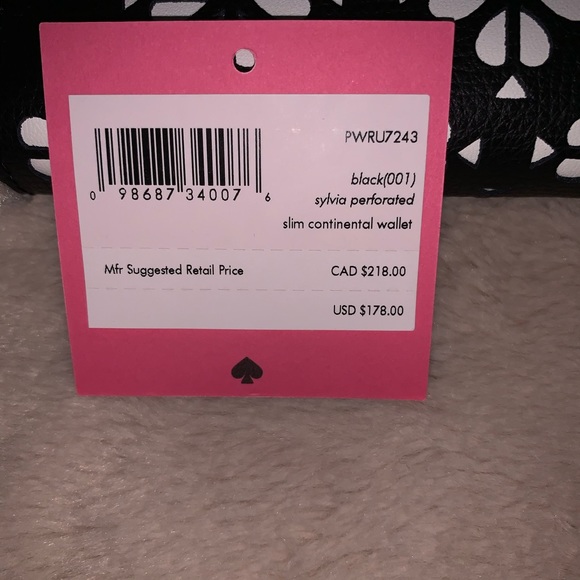 PWRU7243
0 98687 34007 6
black(001)
sylvia perforated
slim continental wallet
Mfr Suggested Retail Price CAD $218.00
USD $178.00